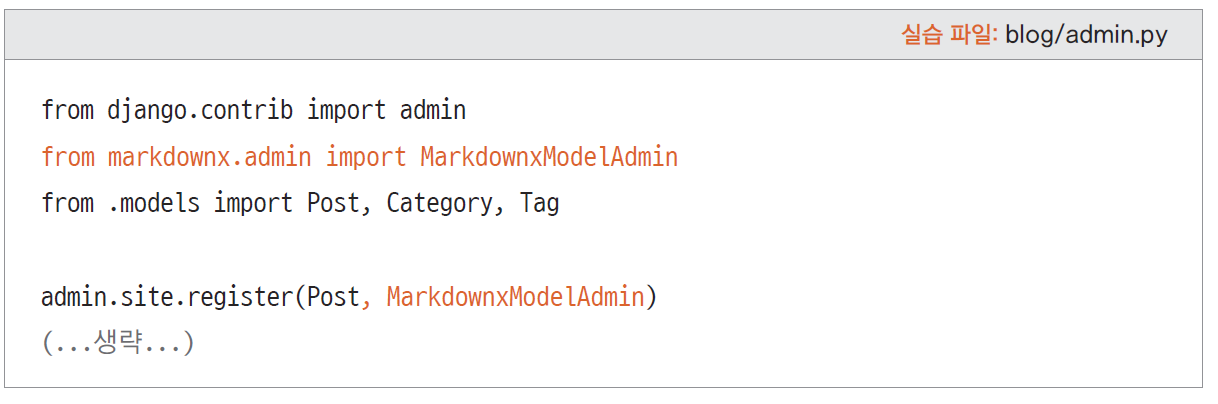 실습 파일: blog/admin.py
from django.contrib import admin
from markdownx.admin import MarkdownxModelAdmin
from .models import Post, Category, Tag
admin.site.register(Post, MarkdownxModelAdmin)
(...생략...)